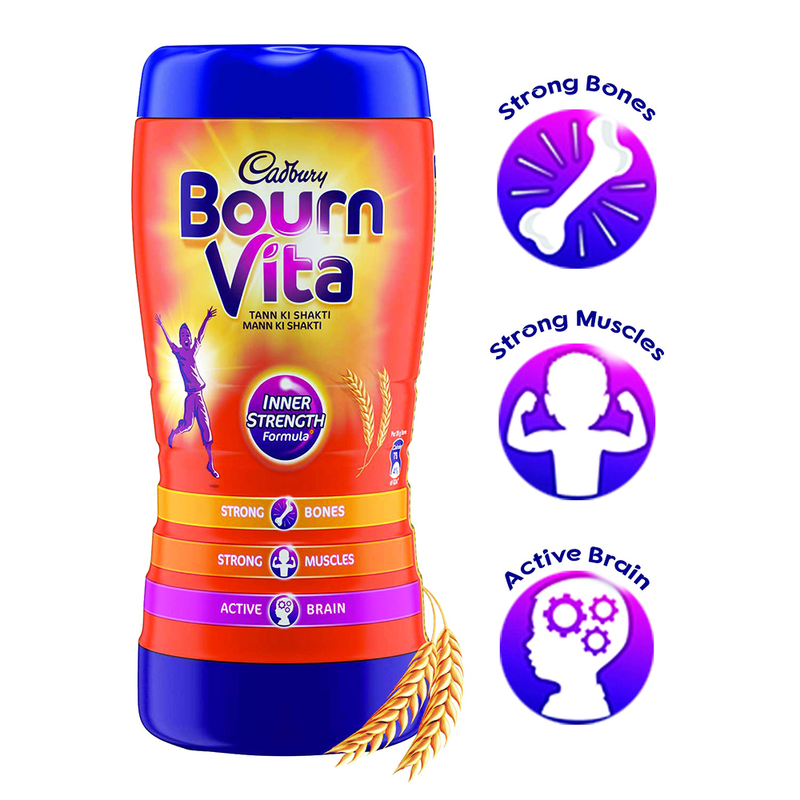 Cadbury
Bourn
Vita
TANN KI SHAKTI
MANN KI SHAKTI
INNER
STRENGTH
Formula
STRONG BONES
STRONG MUSCLES
ACTIVE BRAIN
Strong Bones
Strong Muscles
Active Brain